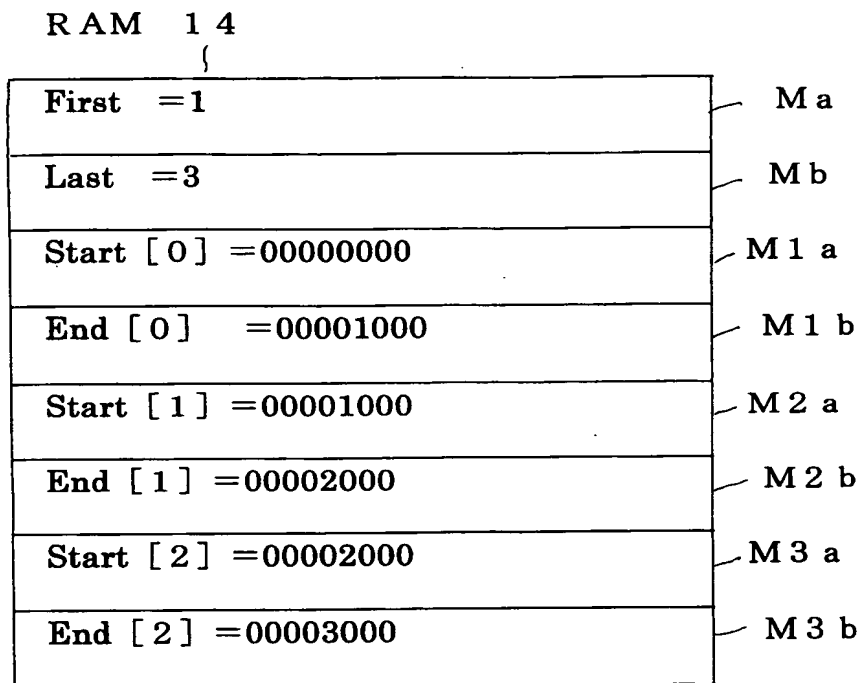 RAM 14
First =1 Ma
Last =3 Mb
Start [0] =00000000 M1a
End [0] =00001000 M1b
Start [1] =00001000 M2a
End [1] =00002000 M2b
Start [2] =00002000 M3a
End [2] =00003000 M3b